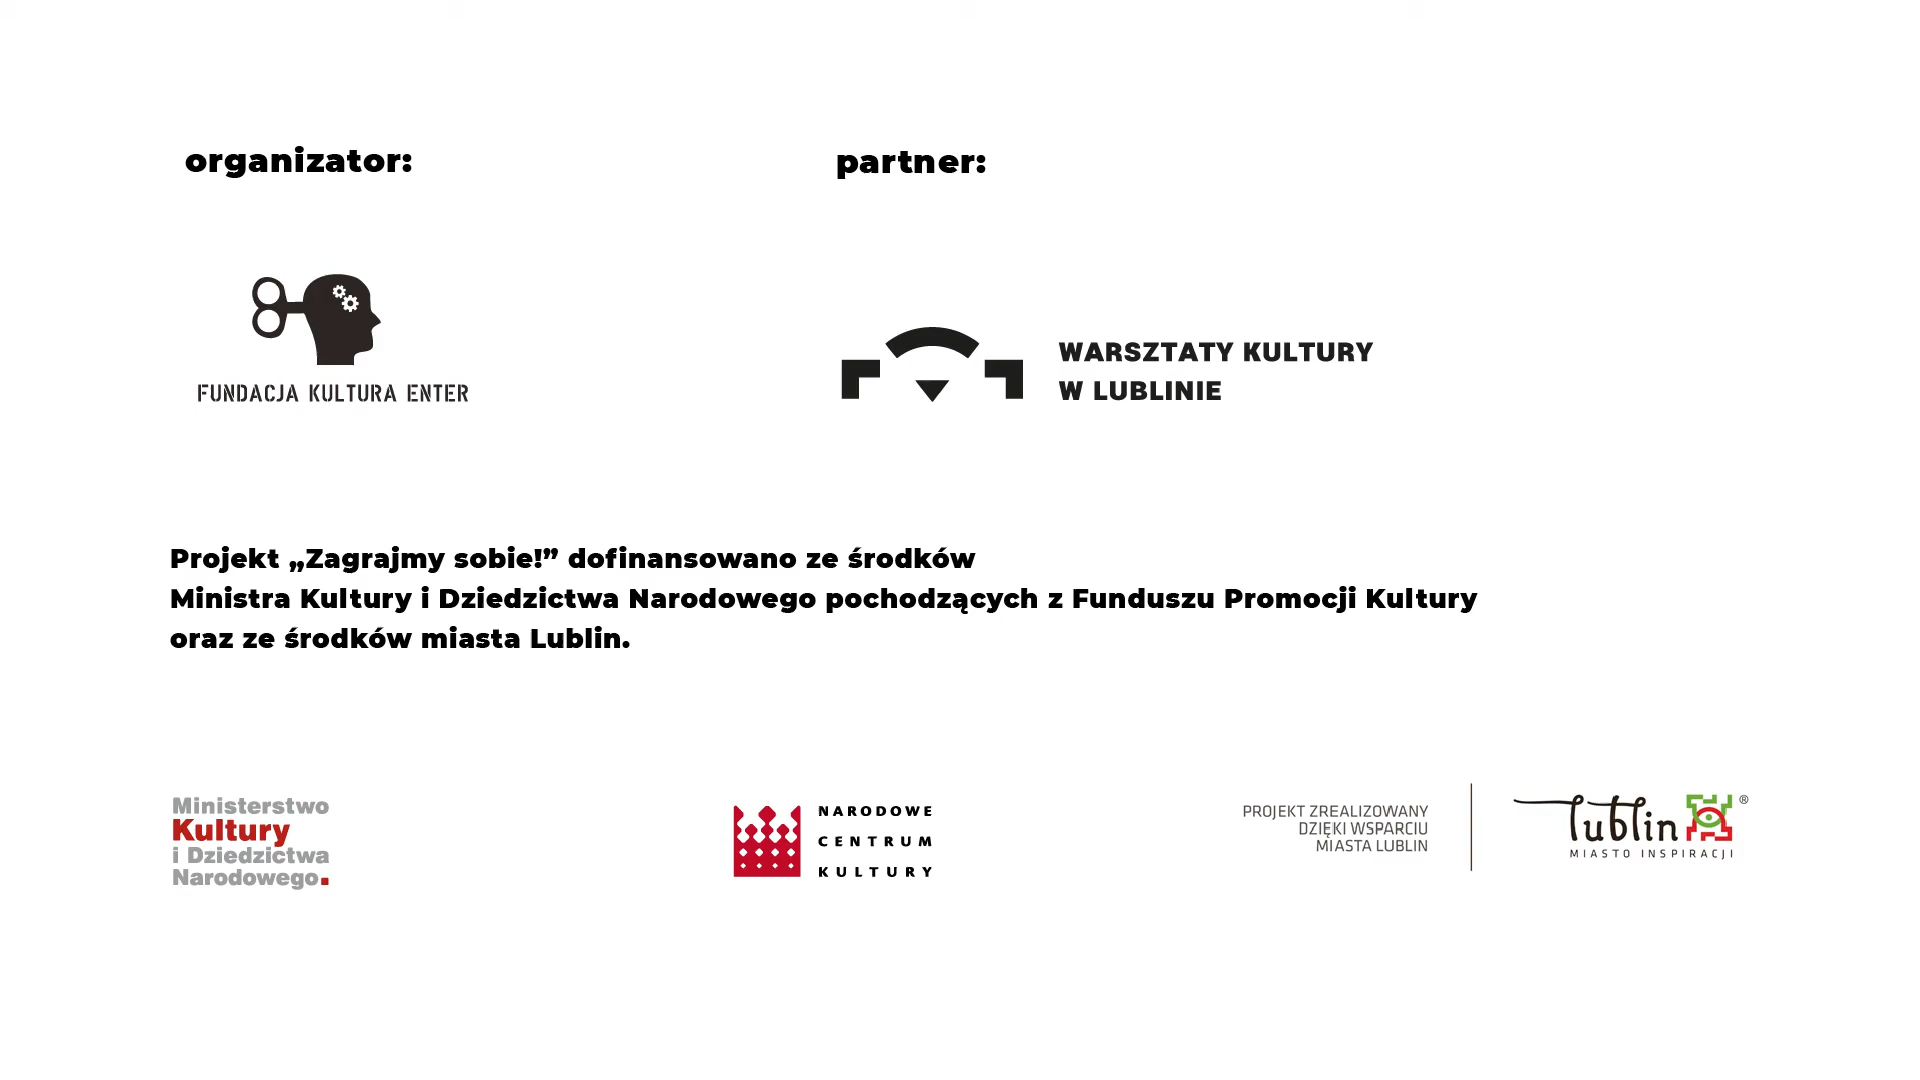 organizator:
partner:
FUNDACJA KULTURA ENTER
WARSZTATY KULTURY
W LUBLINIE
Projekt „Zagrajmy sobie!” dofinansowano ze środków
Ministra Kultury i Dziedzictwa Narodowego pochodzących z Funduszu Promocji Kultury
oraz ze środków miasta Lublin.
Ministerstwo
Kultury
i Dziedzictwa
Narodowego.
NARODOWE
CENTRUM
KULTURY
PROJEKT ZREALIZOWANY
DZIĘKI WSPARCIU
MIASTA LUBLIN
lublin ®
MIASTO INSPIRACJI